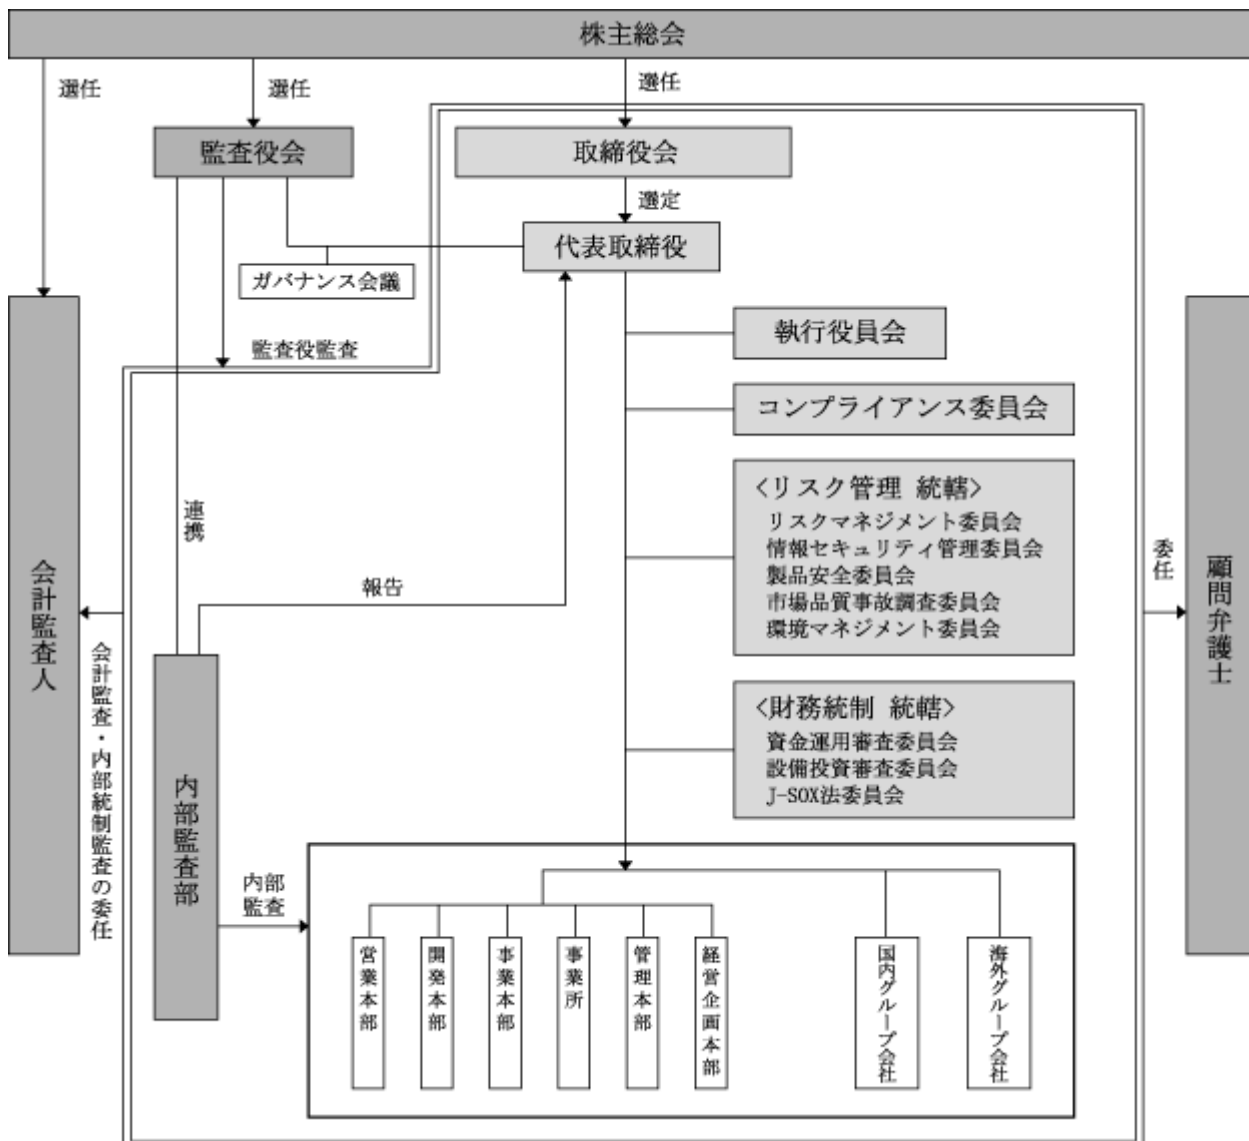 株主総会
選任
選任
選任
監査役会
取締役会
選定
代表取締役
ガバナンス会議
執行役員会
監査役監査
コンプライアンス委員会
<リスク管理 統轄>
リスクマネジメント委員会
情報セキュリティ管理委員会
製品安全委員会
市場品質事故調査委員会
環境マネジメント委員会
連携
報告
委任
会計監査人
顧問弁護士
会計監査・内部統制監査の委任
<財務統制 統轄>
資金運用審査委員会
設備投資審査委員会
J-SOX法委員会
内部監査部
内部
監査
営業本部
開発本部
事業本部
事業所
管理本部
経営企画本部
国内グループ会社
海外グループ会社